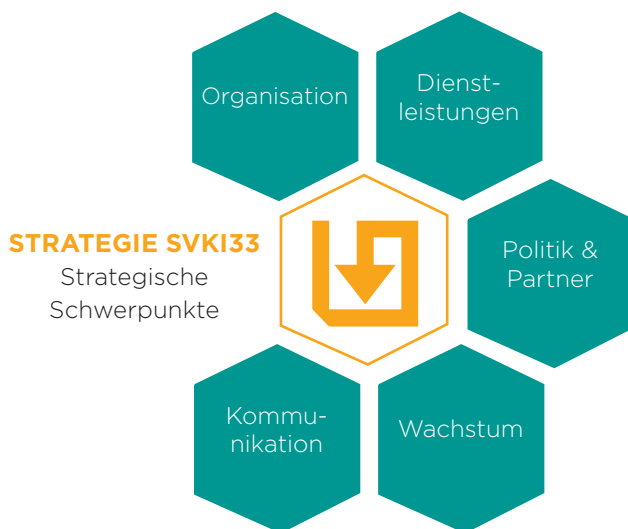 Organisation
Dienst-
leistungen
STRATEGIE SVKI33
Strategische
Schwerpunkte
Politik &
Partner
Kommu-
nikation
Wachstum